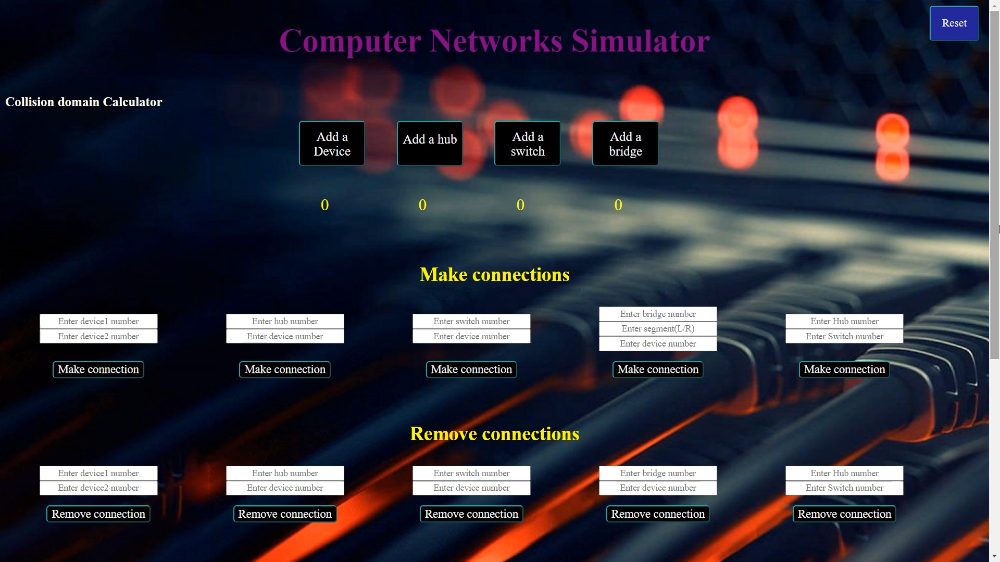 Reset
Computer Networks Simulator
Collision domain Calculator
Add a
Device
Add a hub
Add a
switch
Add a
bridge
0
0
0
0
Make connections
Enter device1 number
Enter device2 number
Make connection
Enter hub number
Enter device number
Make connection
Enter switch number
Enter device number
Make connection
Enter bridge number
Enter segment(L/R)
Enter device number
Make connection
Enter Hub number
Enter Switch number
Make connection
Remove connections
Enter device1 number
Enter device2 number
Remove connection
Enter hub number
Enter device number
Remove connection
Enter switch number
Enter device number
Remove connection
Enter bridge number
Enter device number
Remove connection
Enter Hub number
Enter Switch number
Remove connection